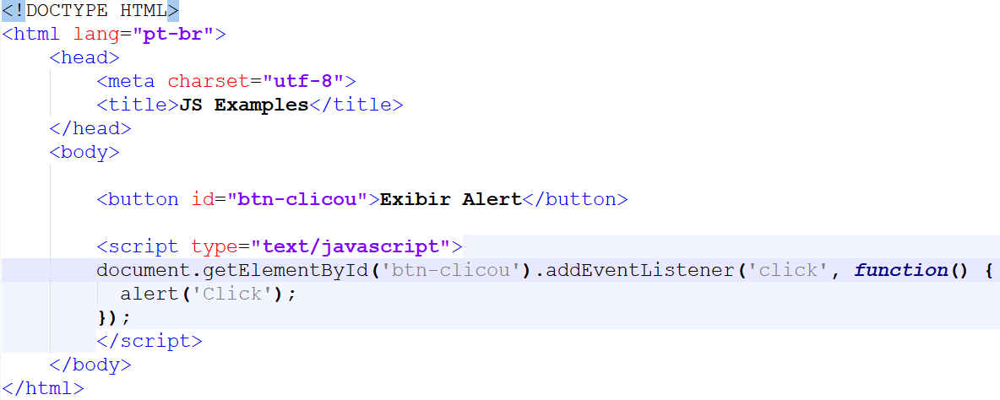 <!DOCTYPE HTML>
<html lang="pt-br">
    <head>
        <meta charset="utf-8">
        <title>JS Examples</title>
    </head>
    <body>
        <button id="btn-clicou">Exibir Alert</button>
        <script type="text/javascript">
        document.getElementById('btn-clicou').addEventListener('click', function() {
          alert('Click');
        });
        </script>
    </body>
</html>